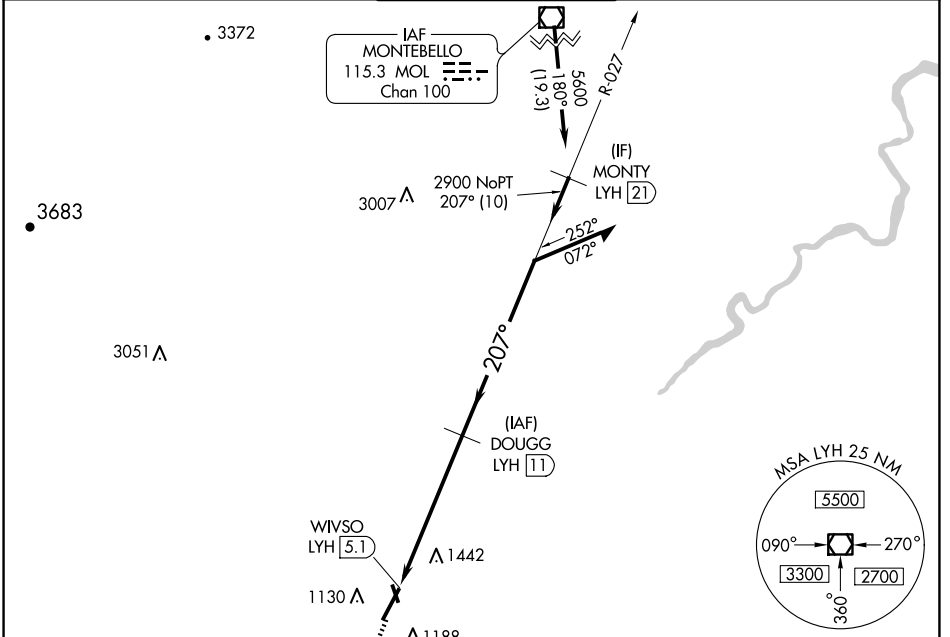 3372
IAF
MONTEBELLO
115.3 MOL
Chan 100
5600
180°
(19.3)
R-027
(IF)
MONTY
LYH 21
2900 NoPT
207° (10)
3007
3683
252°
072°
207°
3051
(IAF)
DOUGG
LYH 11
MSA LYH 25 NM
5500
090°
270°
3300
2700
360°
WIVSO
LYH 5.1
1442
1130